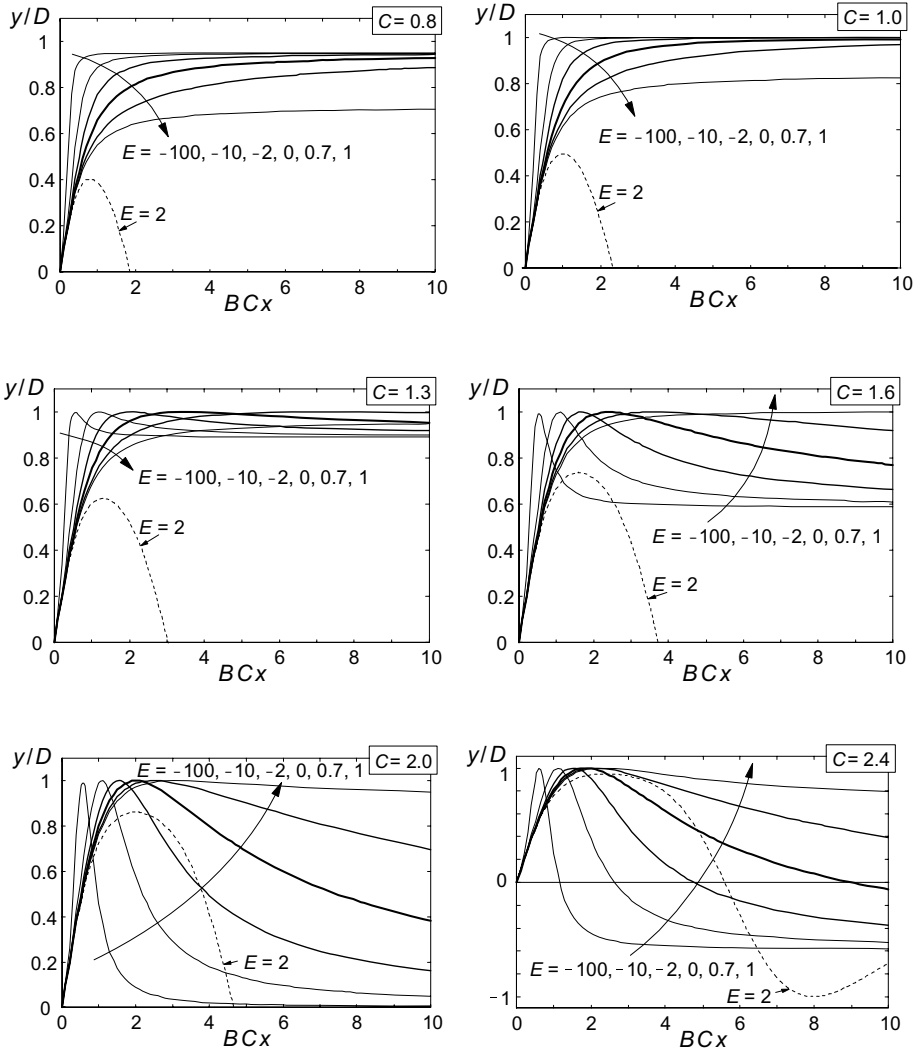 y/D
C = 0.8
1
0.8
0.6
0.4
0.2
0
E = −100, −10, −2, 0, 0.7, 1
E = 2
0 2 4 6 8 10
BCx
y/D
C = 1.0
1
0.8
0.6
0.4
0.2
0
E = −100, −10, −2, 0, 0.7, 1
E = 2
0 2 4 6 8 10
BCx
y/D
C = 1.3
1
0.8
0.6
0.4
0.2
0
E = −100, −10, −2, 0, 0.7, 1
E = 2
0 2 4 6 8 10
BCx
y/D
C = 1.6
1
0.8
0.6
0.4
0.2
0
E = −100, −10, −2, 0, 0.7, 1
E = 2
0 2 4 6 8 10
BCx
y/D
C = 2.0
E = −100, −10, −2, 0, 0.7, 1
1
0.8
0.6
0.4
0.2
0
E = 2
0 2 4 6 8 10
BCx
y/D
C = 2.4
1
0
−1
E = −100, −10, −2, 0, 0.7, 1
E = 2
0 2 4 6 8 10
BCx